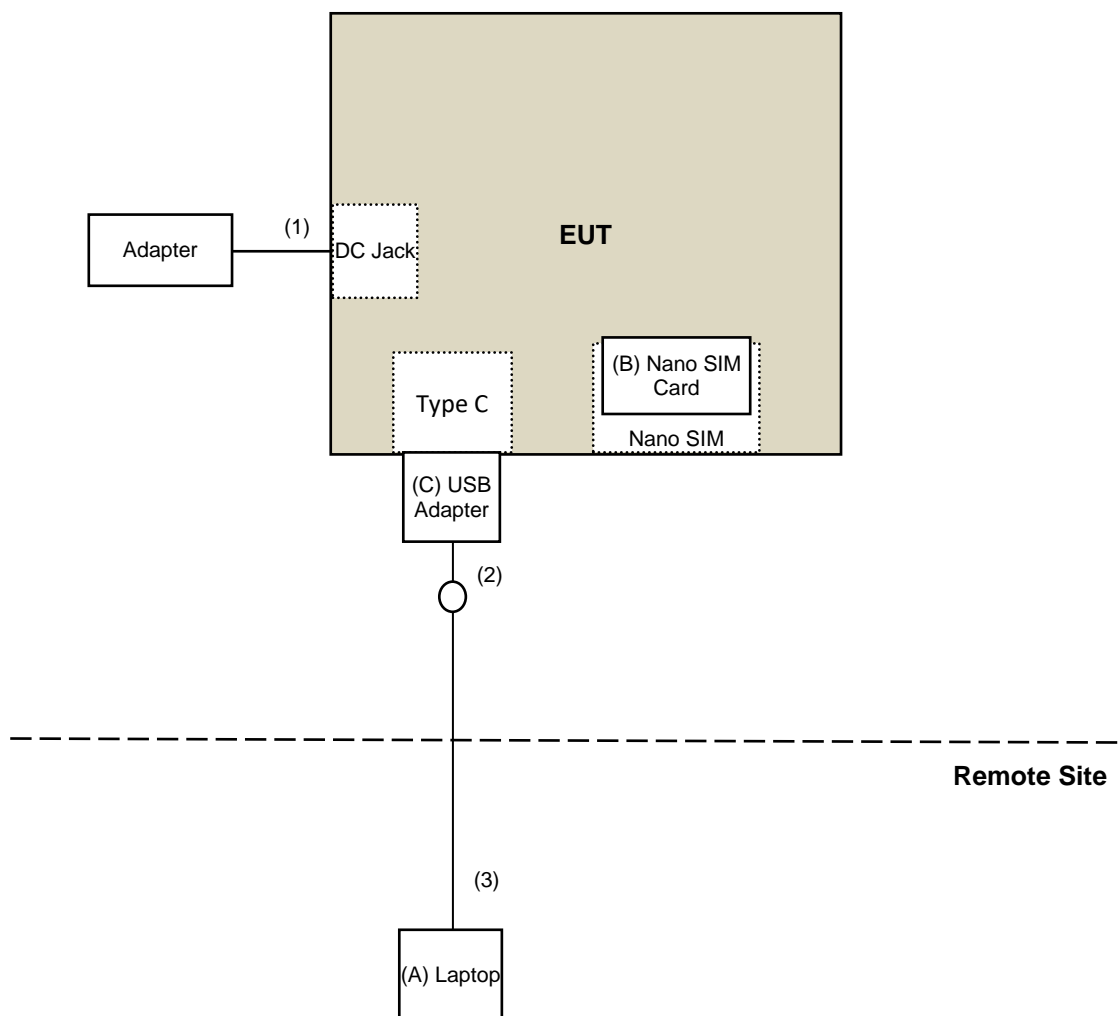 EUT
(1)
Adapter
DC Jack
(B) Nano SIM
Card
Type C
Nano SIM
(C) USB
Adapter
(2)
Remote Site
(3)
(A) Laptop